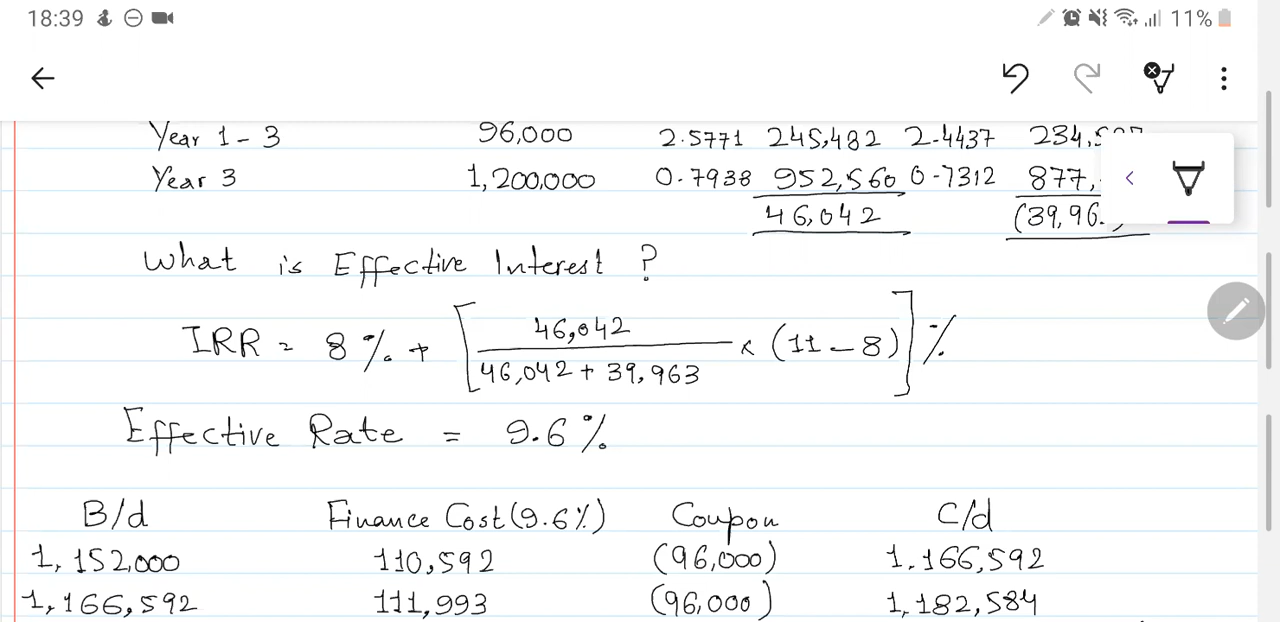 18:39 11%
Year 1-3 96,000 2.5771 245,482 2.4437
Year 3 1,200,000 0.7938 952,560 0.7312 877,
46,042 (39,96
What is Effective Interest ?
IRR = 8 % + [ 46,042 / 46,042 + 39,963 × (11 - 8) ] %
Effective Rate = 9.6 %
B/d Finance Cost (9.6%) Coupon C/d
1,152,000 110,592 (96,000) 1,166,592
1,166,592 111,993 (96,000) 1,182,584